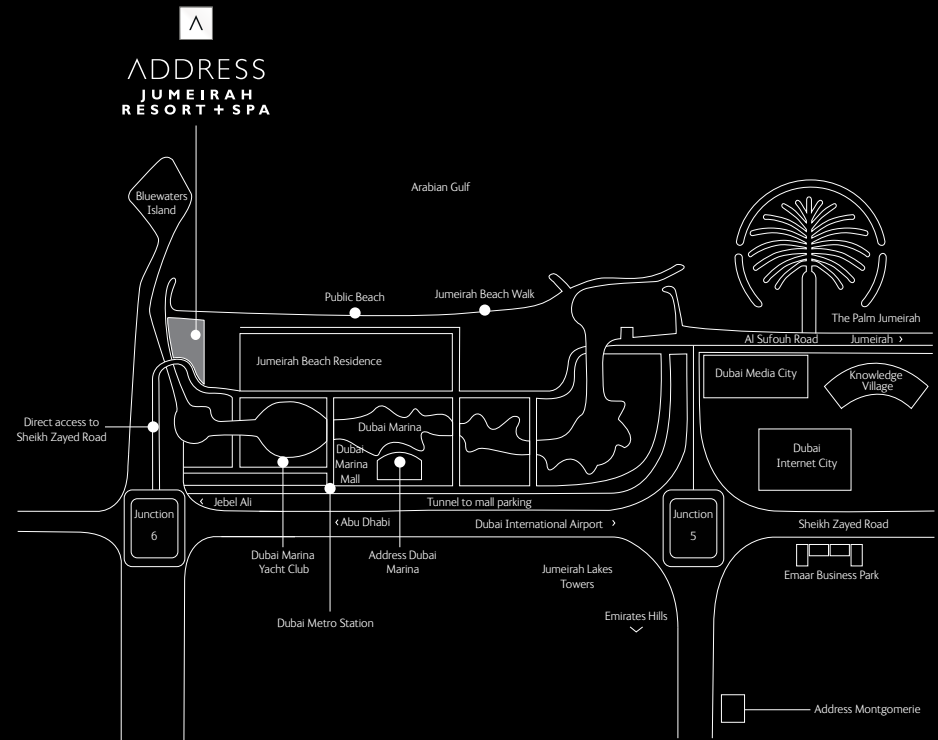 ADDRESS
JUMEIRAH
RESORT + SPA
Arabian Gulf
Bluewaters
Island
Public Beach
Jumeirah Beach Walk
The Palm Jumeirah
Al Sufouh Road
Jumeirah ›
Jumeirah Beach Residence
Dubai Media City
Knowledge
Village
Direct access to
Sheikh Zayed Road
Dubai Marina
Dubai
Marina
Mall
Dubai
Internet City
‹ Jebel Ali
Tunnel to mall parking
Junction
6
‹ Abu Dhabi
Dubai International Airport ›
Junction
5
Sheikh Zayed Road
Dubai Marina
Yacht Club
Address Dubai
Marina
Jumeirah Lakes
Towers
Emaar Business Park
Dubai Metro Station
Emirates Hills
Address Montgomerie